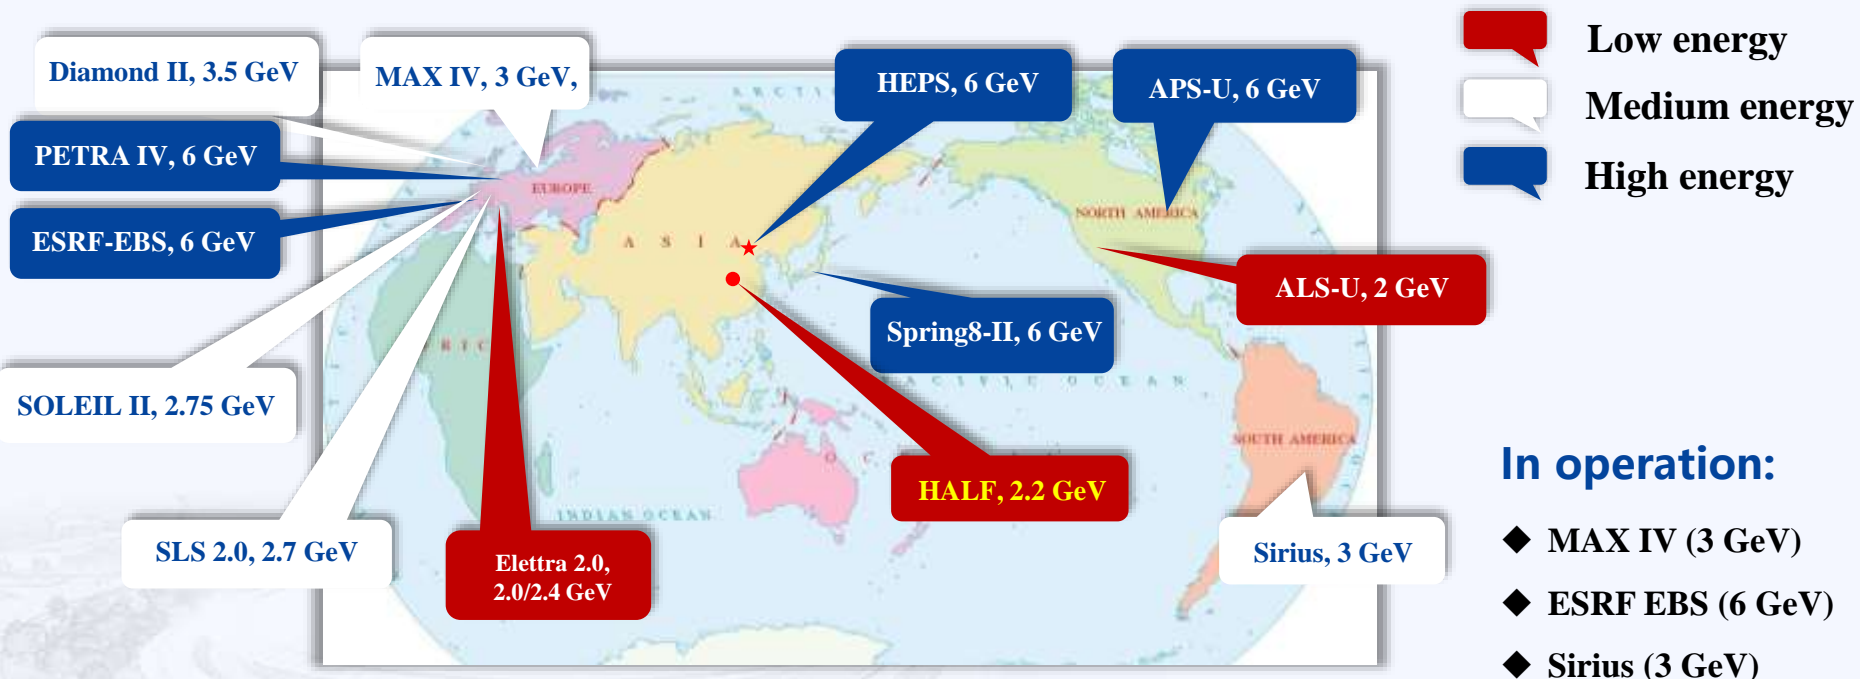 Diamond II, 3.5 GeV
MAX IV, 3 GeV,
HEPS, 6 GeV
APS-U, 6 GeV
Low energy
Medium energy
High energy
PETRA IV, 6 GeV
ESRF-EBS, 6 GeV
EUROPE
ASIA
NORTH AMERICA
ALS-U, 2 GeV
Spring8-II, 6 GeV
PACIFIC OCEAN
SOLEIL II, 2.75 GeV
SOUTH AMERICA
HALF, 2.2 GeV
INDIAN OCEAN
SLS 2.0, 2.7 GeV
Elettra 2.0,
2.0/2.4 GeV
Sirius, 3 GeV
In operation:
◆ MAX IV (3 GeV)
◆ ESRF EBS (6 GeV)
◆ Sirius (3 GeV)